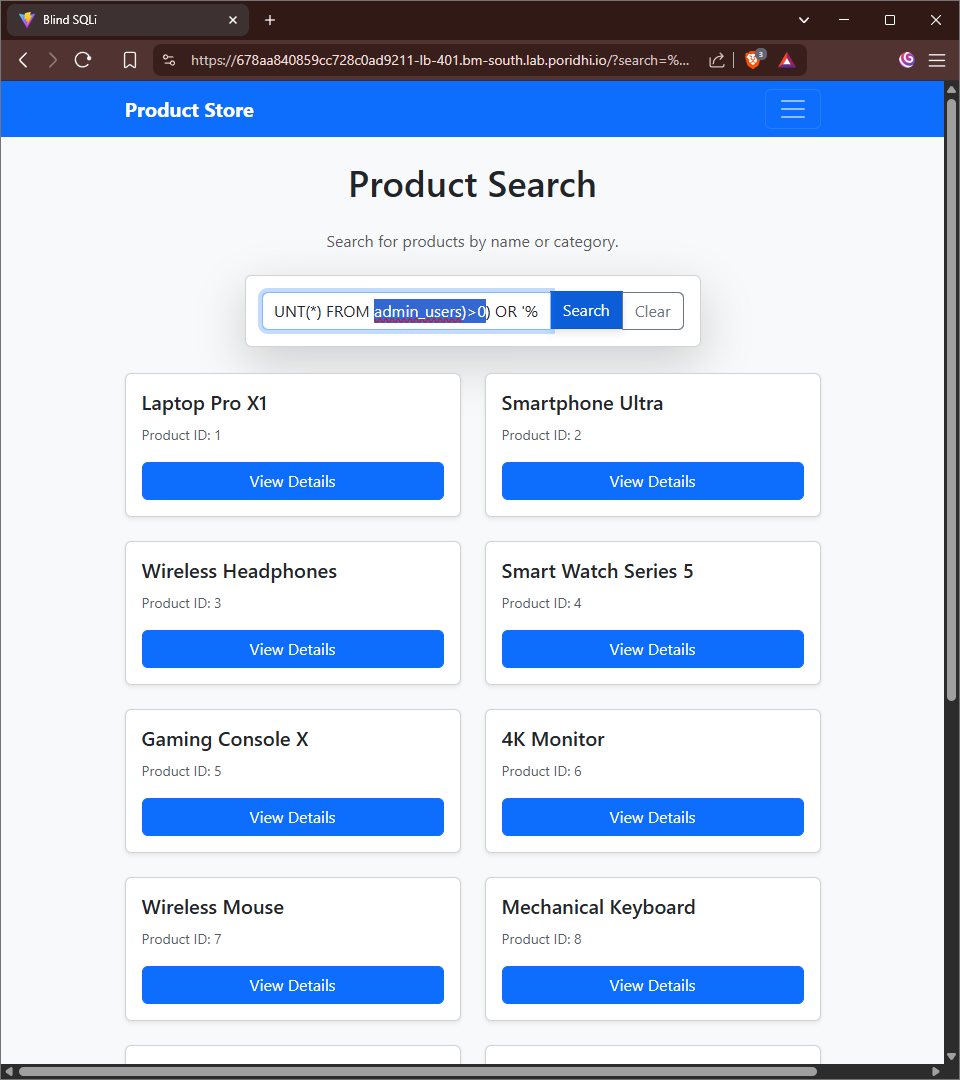 Blind SQLi
https://678aa840859cc728c0ad9211-lb-401.bm-south.lab.poridhi.io/?search=%...
3
Product Store
Product Search
Search for products by name or category.
UNT(*) FROM admin_users)>0) OR '%
Search
Clear
Laptop Pro X1
Product ID: 1
View Details
Smartphone Ultra
Product ID: 2
View Details
Wireless Headphones
Product ID: 3
View Details
Smart Watch Series 5
Product ID: 4
View Details
Gaming Console X
Product ID: 5
View Details
4K Monitor
Product ID: 6
View Details
Wireless Mouse
Product ID: 7
View Details
Mechanical Keyboard
Product ID: 8
View Details